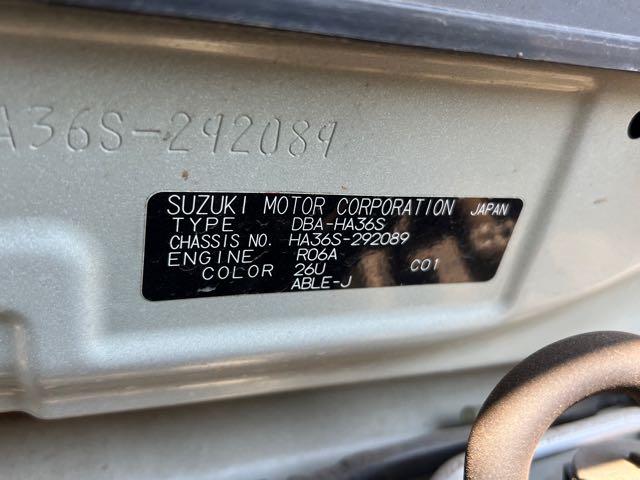 A36S-292089
SUZUKI MOTOR CORPORATION JAPAN
TYPE DBA-HA36S
CHASSIS NO. HA36S-292089
ENGINE R06A
COLOR 26U C01
ABLE-J